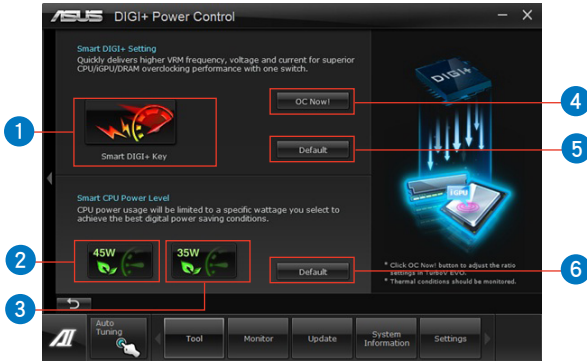 ASUS DIGI+ Power Control
Smart DIGI+ Setting
Quickly delivers higher VRM frequency, voltage and current for superior
CPU/iGPU/DRAM overclocking performance with one switch.
OC Now!
Smart DIGI+ Key
Default
Smart CPU Power Level
CPU power usage will be limited to a specific wattage you select to
achieve the best digital power saving conditions.
45W
35W
Default
DIGI+
iGPU
* Click OC Now! button to adjust the ratio
settings in TurboV EVO.
* Thermal conditions should be monitored.
1
2
3
4
5
6
AI
Auto
Tuning
Tool
Monitor
Update
System
Information
Settings